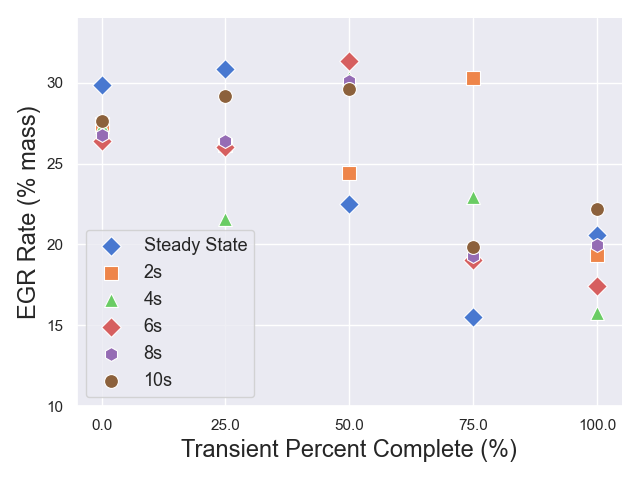 EGR Rate (% mass)
30
25
20
15
10
Steady State
2s
4s
6s
8s
10s
0.0
25.0
50.0
75.0
100.0
Transient Percent Complete (%)